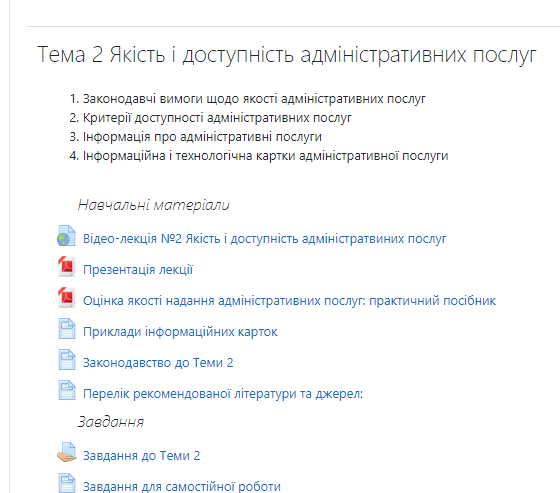 Тема 2 Якість і доступність адміністративних послуг
1. Законодавчі вимоги щодо якості адміністративних послуг
2. Критерії доступності адміністративних послуг
3. Інформація про адміністративні послуги
4. Інформаційна і технологічна картки адміністративної послуги
Навчальні матеріали
Відео-лекція №2 Якість і доступність адміністратвиних послуг
Презентація лекції
Оцінка якості надання адміністративних послуг: практичний посібник
Приклади інформаційних карток
Законодавство до Теми 2
Перелік рекомендованої літератури та джерел:
Завдання
Завдання до Теми 2
Завдання для самостійної роботи